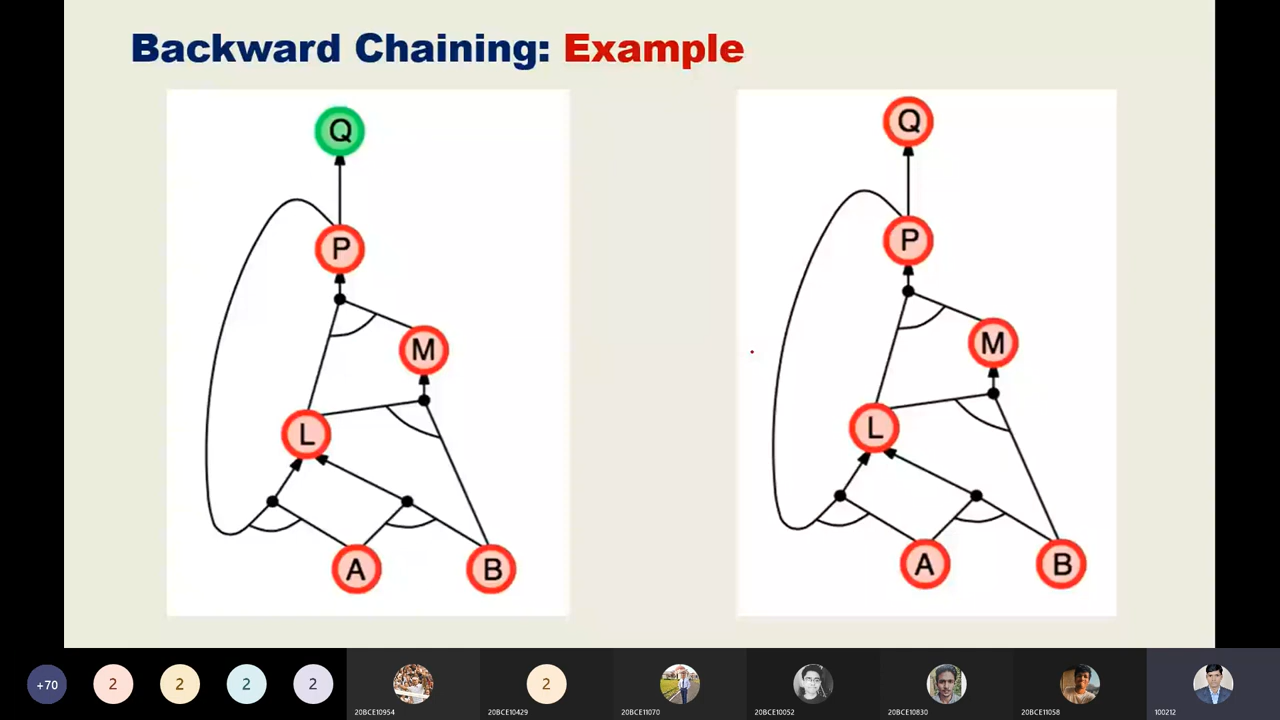 Backward Chaining: Example
Q
P
M
L
A
B
Q
P
M
L
A
B
+70
2
2
2
2
20BCE10954
2
20BCE10429
20BCE11070
20BCE10052
20BCE10830
20BCE11058
100212